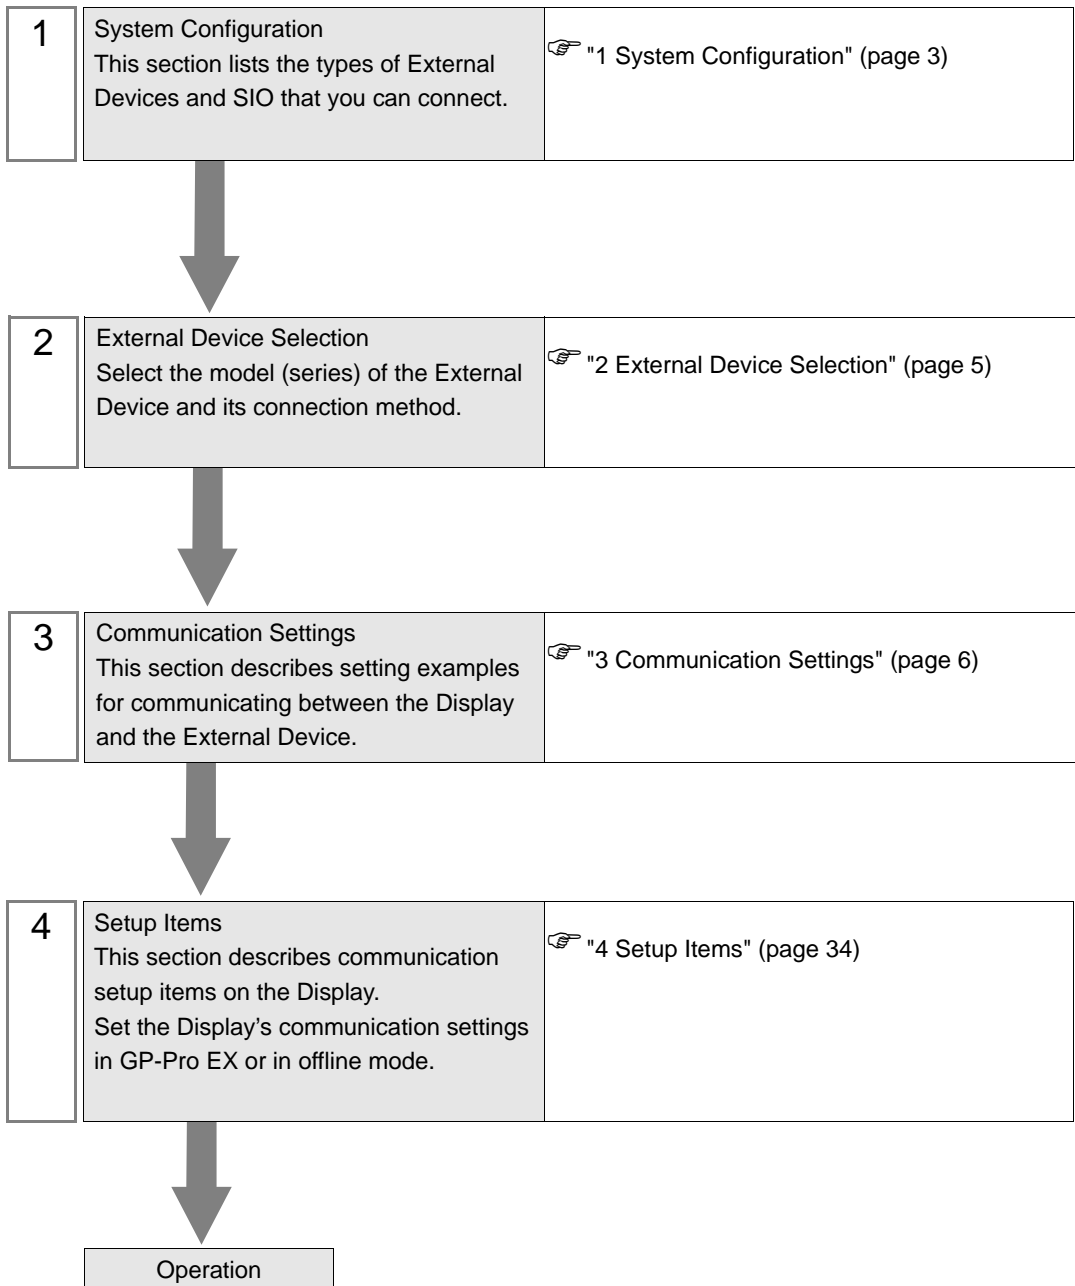 1
System Configuration
This section lists the types of External
Devices and SIO that you can connect.
"1 System Configuration" (page 3)
2
External Device Selection
Select the model (series) of the External
Device and its connection method.
"2 External Device Selection" (page 5)
3
Communication Settings
This section describes setting examples
for communicating between the Display
and the External Device.
"3 Communication Settings" (page 6)
4
Setup Items
This section describes communication
setup items on the Display.
Set the Display’s communication settings
in GP-Pro EX or in offline mode.
"4 Setup Items" (page 34)
Operation